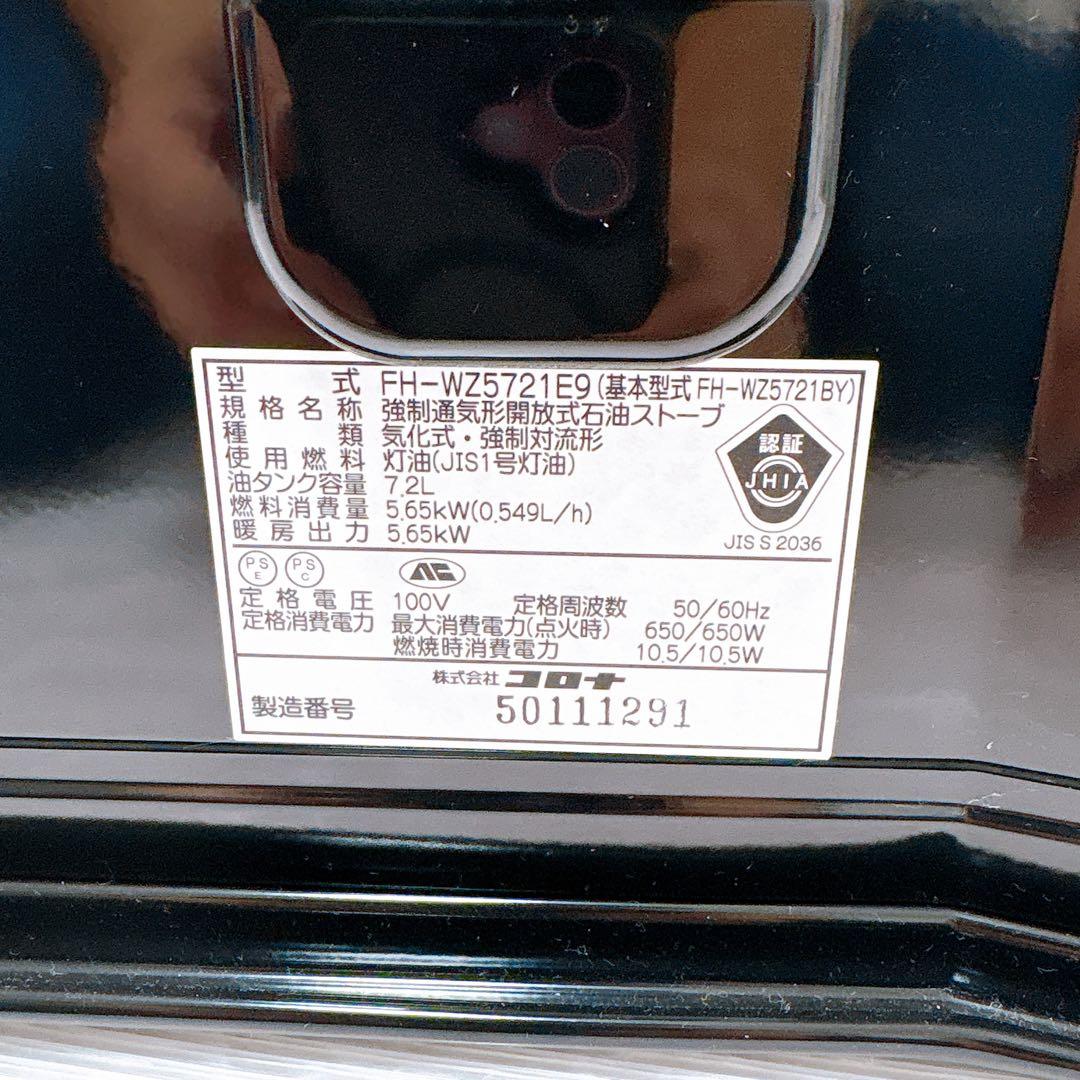 型式 FH-WZ5721E9(基本型式 FH-WZ5721BY)
規格名称 強制通気形開放式石油ストーブ
種類 気化式・強制対流形
使用燃料 灯油(JIS1号灯油)
油タンク容量 7.2L
燃料消費量 5.65kW(0.549L/h)
暖房出力 5.65kW
認証
JHIA
JIS S 2036
PS E PS C
定格電圧 100V 定格周波数 50/60Hz
定格消費電力 最大消費電力(点火時) 650/650W
燃焼時消費電力 10.5/10.5W
株式会社 コロナ
製造番号 50111291